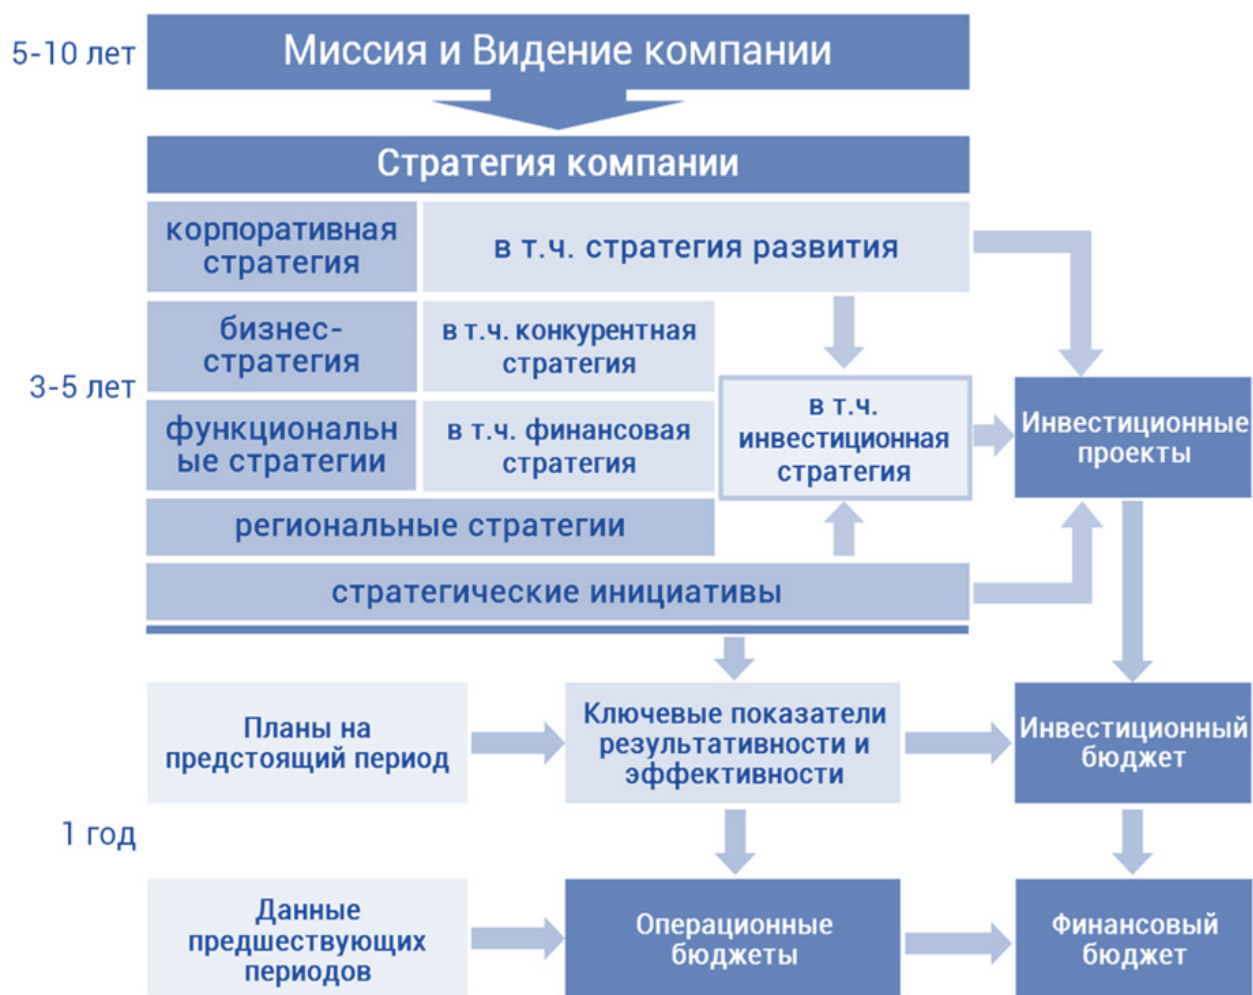 5-10 лет
Миссия и Видение компании
Стратегия компании
корпоративная
стратегия
в т.ч. стратегия развития
бизнес-
стратегия
в т.ч. конкурентная
стратегия
3-5 лет
функциональн
ые стратегии
в т.ч. финансовая
стратегия
в т.ч.
инвестиционная
стратегия
Инвестиционные
проекты
региональные стратегии
стратегические инициативы
Планы на
предстоящий период
Ключевые показатели
результативности и
эффективности
Инвестиционный
бюджет
1 год
Данные
предшествующих
периодов
Операционные
бюджеты
Финансовый
бюджет